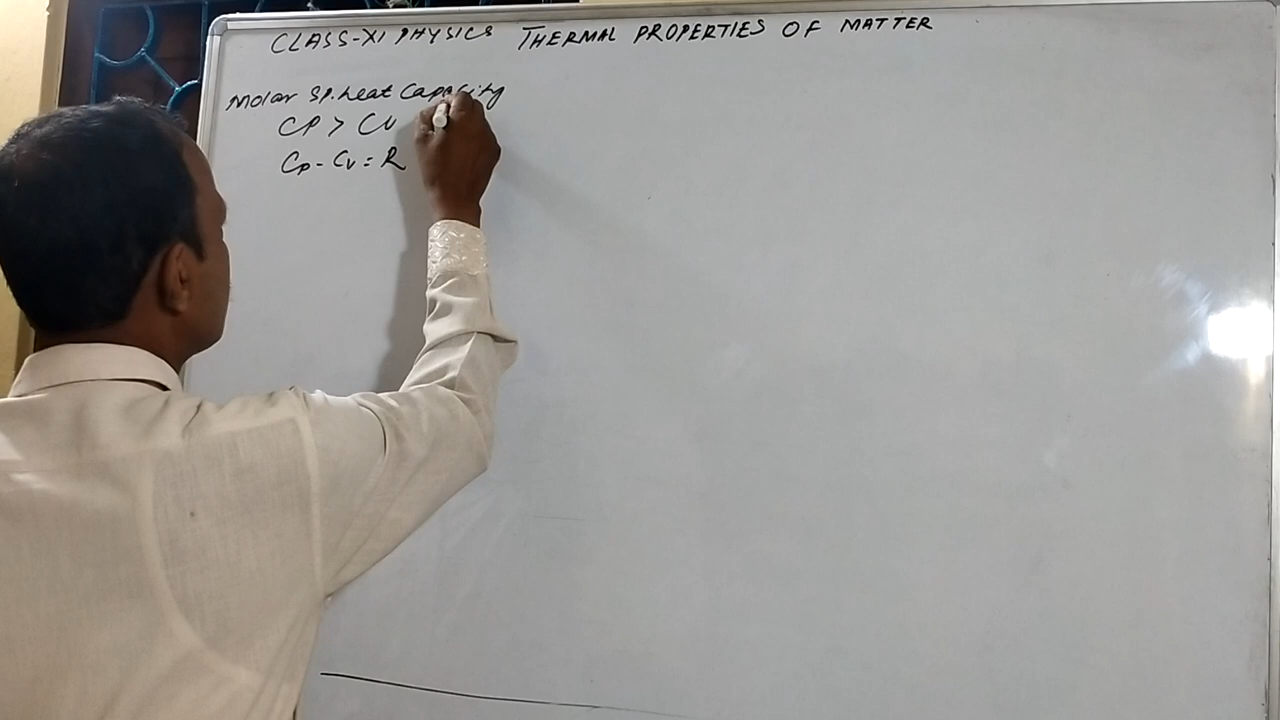 CLASS-XI PHYSICS THERMAL PROPERTIES OF MATTER
Molar SP. heat Capacity
CP > CV
Cp - Cv = R